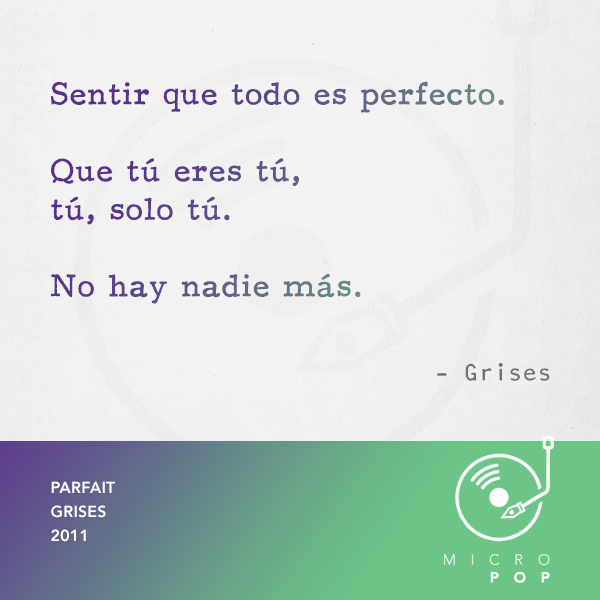 Sentir que todo es perfecto.
Que tú eres tú,
tú, solo tú.
No hay nadie más.
- Grises
PARFAIT
GRISES
2011
MICRO
POP